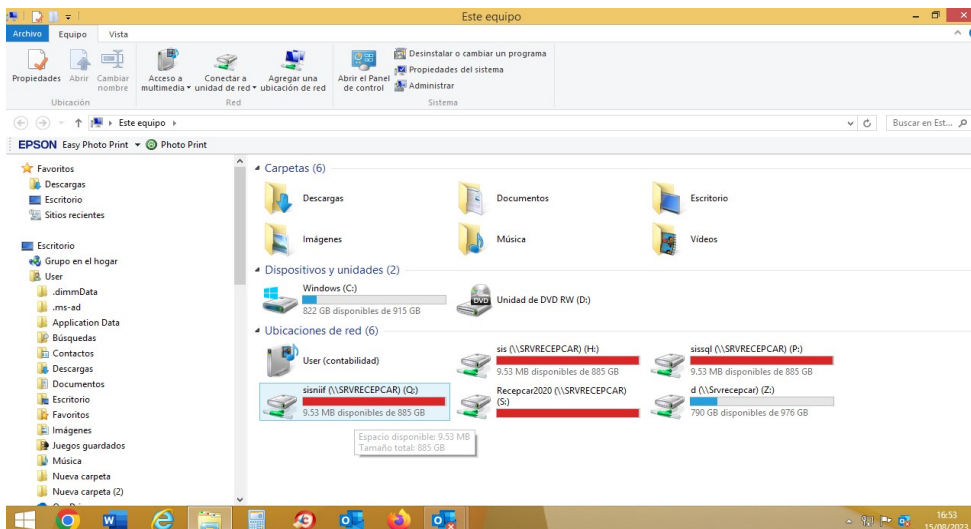 Este equipo
Archivo Equipo Vista
Propiedades Abrir Cambiar nombre
Acceso a multimedia Conectar a unidad de red Agregar una ubicación de red
Abrir el Panel de control
Desinstalar o cambiar un programa
Propiedades del sistema
Administrar
Ubicación Red Sistema
Este equipo
Buscar en Est...
EPSON Easy Photo Print Photo Print
Favoritos
Descargas
Escritorio
Sitios recientes
Escritorio
Grupo en el hogar
User
.dimmData
.ms-ad
Application Data
Búsquedas
Contactos
Descargas
Documentos
Escritorio
Favoritos
Imágenes
Juegos guardados
Música
Nueva carpeta
Nueva carpeta (2)
Carpetas (6)
Descargas Documentos Escritorio
Imágenes Música Vídeos
Dispositivos y unidades (2)
Windows (C:)
822 GB disponibles de 915 GB
DVD
Unidad de DVD RW (D:)
Ubicaciones de red (6)
User (contabilidad)
sis (\\SRVRECEPCAR) (H:)
9.53 MB disponibles de 885 GB
sissql (\\SRVRECEPCAR) (P:)
9.53 MB disponibles de 885 GB
sisniif (\\SRVRECEPCAR) (Q:)
9.53 MB disponibles de 885 GB
Recepcar2020 (\\SRVRECEPCAR)
(S:)
d (\\Srvrecepcar) (Z:)
790 GB disponibles de 976 GB
Espacio disponible: 9.53 MB
Tamaño total: 885 GB
16:53
15/08/2023